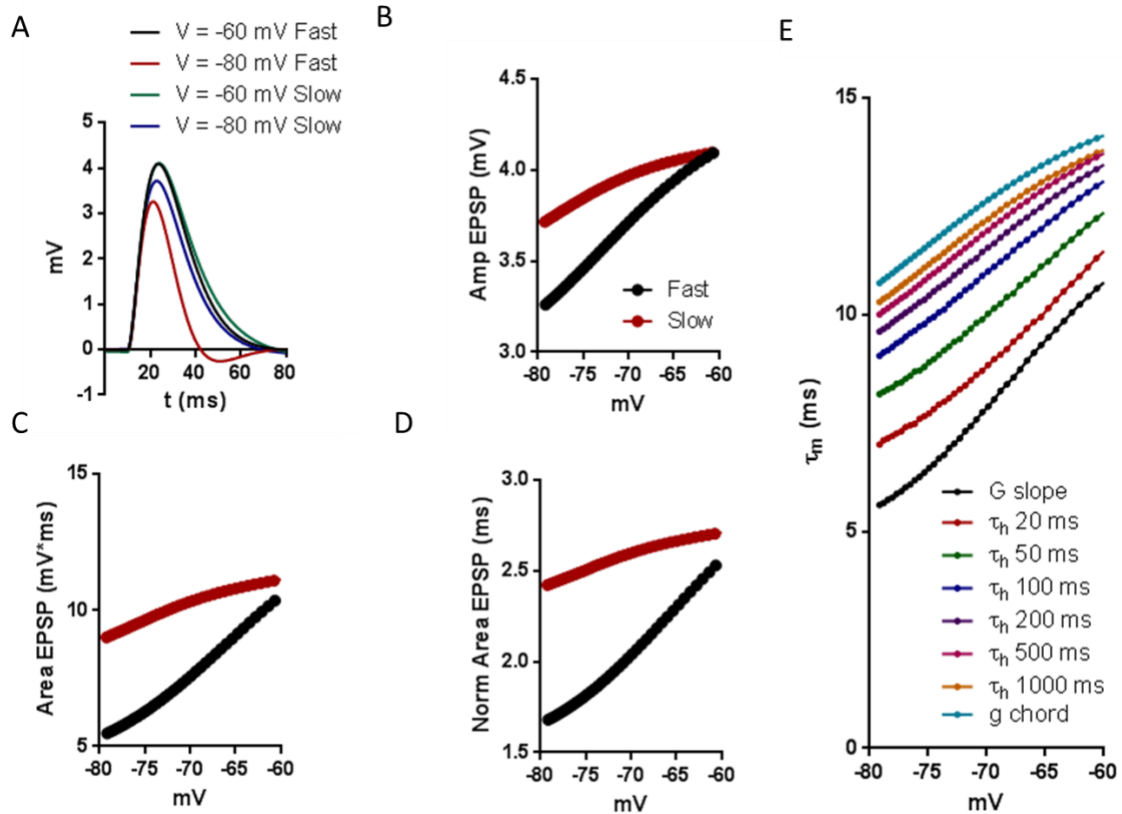 A
V = -60 mV Fast
V = -80 mV Fast
V = -60 mV Slow
V = -80 mV Slow
5
4
3
2
1
0
-1
mV
20
40
60
80
t (ms)
B
4.5
4.0
3.5
3.0
Amp EPSP (mV)
Fast
Slow
-80
-75
-70
-65
-60
mV
C
15
10
5
Area EPSP (mV*ms)
-80
-75
-70
-65
-60
mV
D
3.0
2.5
2.0
1.5
Norm Area EPSP (ms)
-80
-75
-70
-65
-60
mV
E
15
10
5
0
τm (ms)
G slope
τh 20 ms
τh 50 ms
τh 100 ms
τh 200 ms
τh 500 ms
τh 1000 ms
g chord
-80
-75
-70
-65
-60
mV